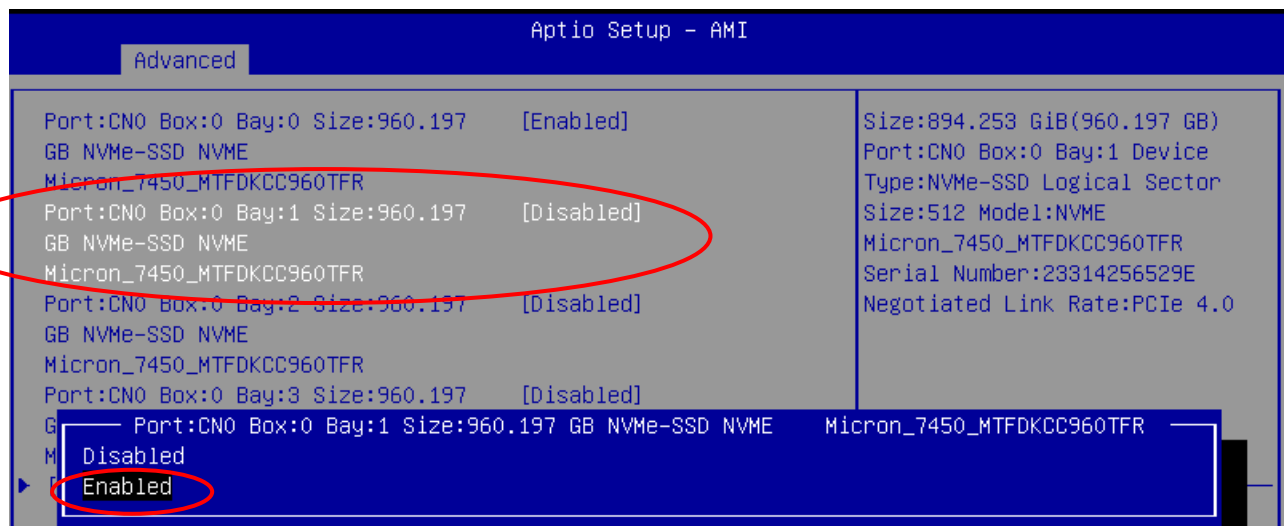 Aptio Setup - AMI
Advanced
Port:CN0 Box:0 Bay:0 Size:960.197 [Enabled]
GB NVMe-SSD NVME
Micron_7450_MTFDKCC960TFR
Port:CN0 Box:0 Bay:1 Size:960.197 [Disabled]
GB NVMe-SSD NVME
Micron_7450_MTFDKCC960TFR
Port:CN0 Box:0 Bay:2 Size:960.197 [Disabled]
GB NVMe-SSD NVME
Micron_7450_MTFDKCC960TFR
Port:CN0 Box:0 Bay:3 Size:960.197 [Disabled]
G
M
Size:894.253 GiB(960.197 GB)
Port:CN0 Box:0 Bay:1 Device
Type:NVMe-SSD Logical Sector
Size:512 Model:NVME
Micron_7450_MTFDKCC960TFR
Serial Number:23314256529E
Negotiated Link Rate:PCIe 4.0
Port:CN0 Box:0 Bay:1 Size:960.197 GB NVMe-SSD NVME Micron_7450_MTFDKCC960TFR
Disabled
Enabled